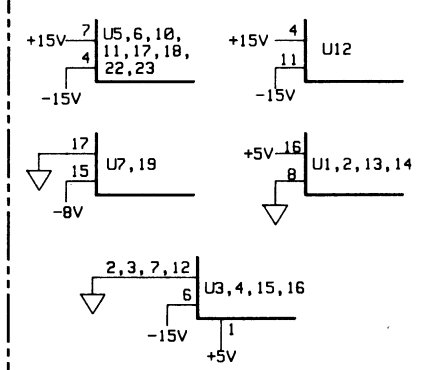 7
+15V
U5,6,10,
11,17,18,
22,23
4
-15V
4
+15V
U12
11
-15V
17
U7,19
15
-8V
16
+5V
U1,2,13,14
8
2,3,7,12
U3,4,15,16
6
-15V
1
+5V